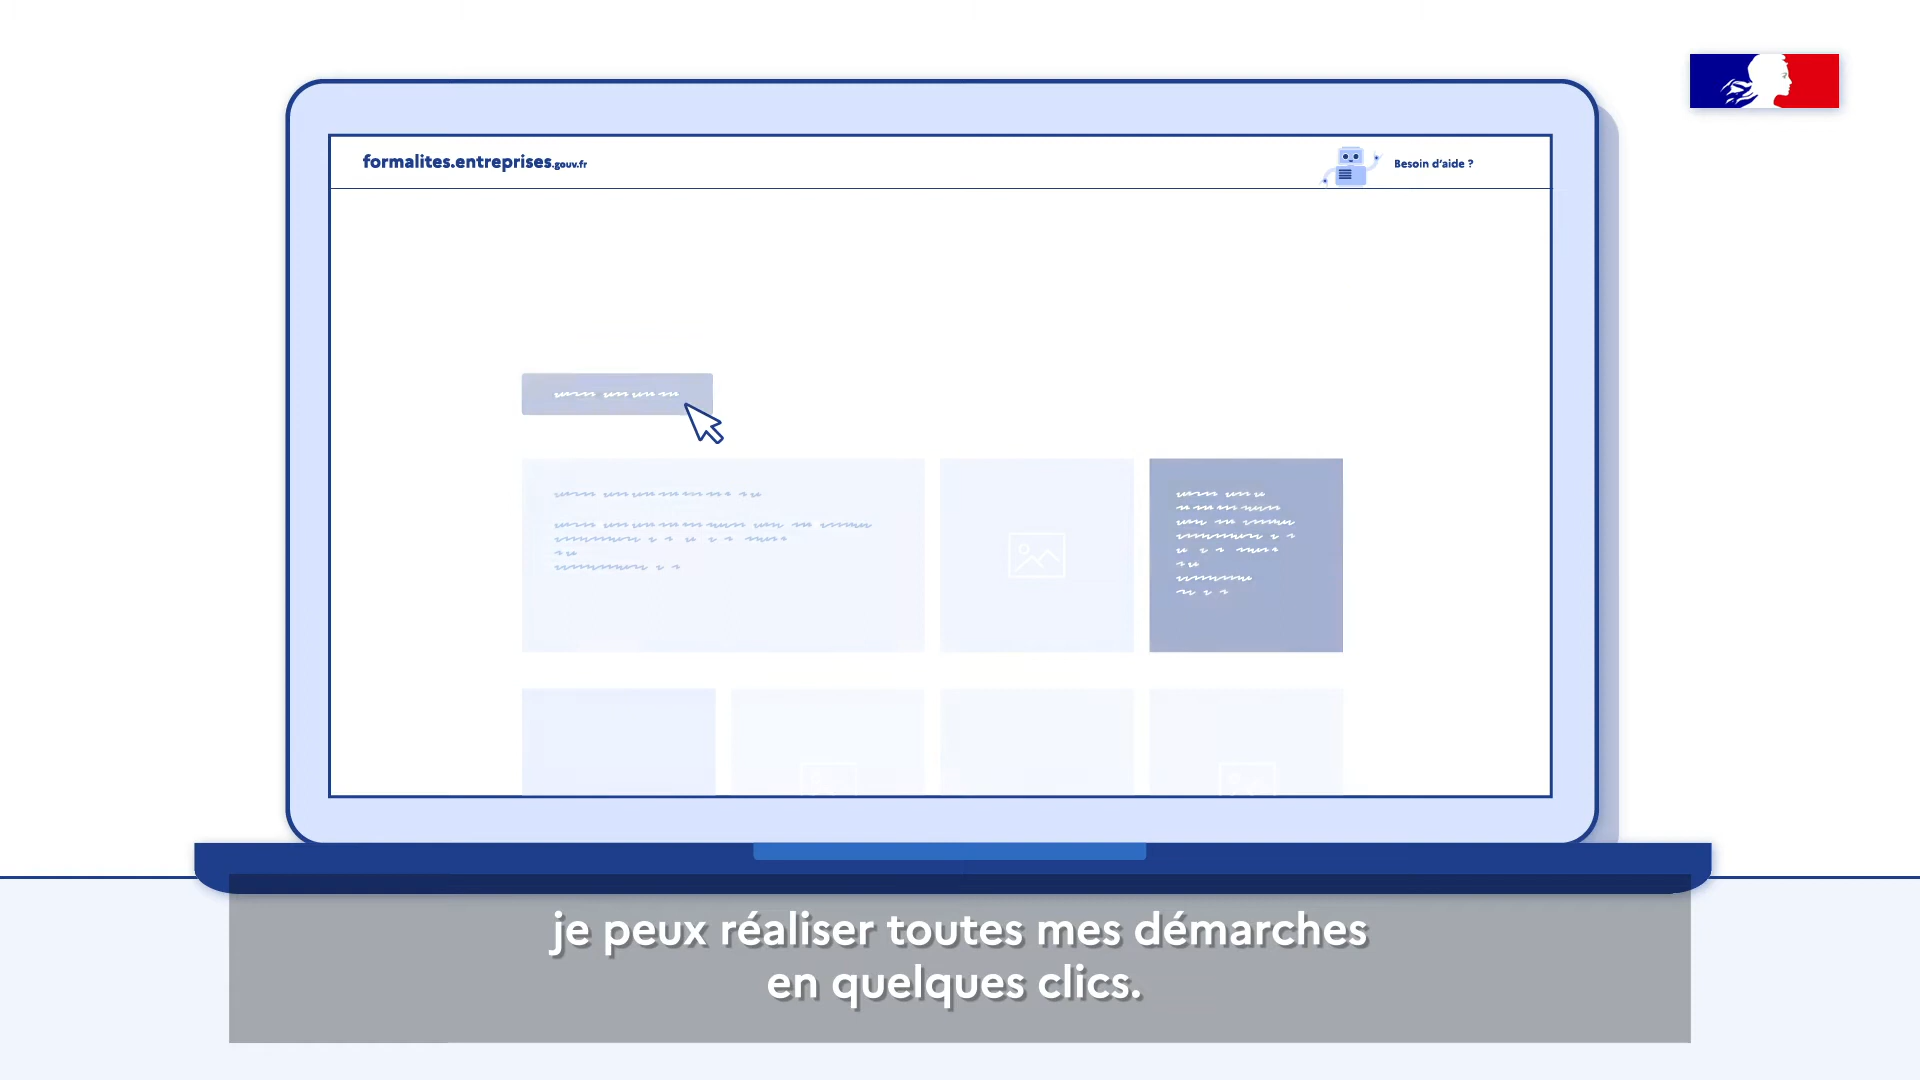 formalites.entreprises.gouv.fr
Besoin d'aide ?
je peux réaliser toutes mes démarches
en quelques clics.